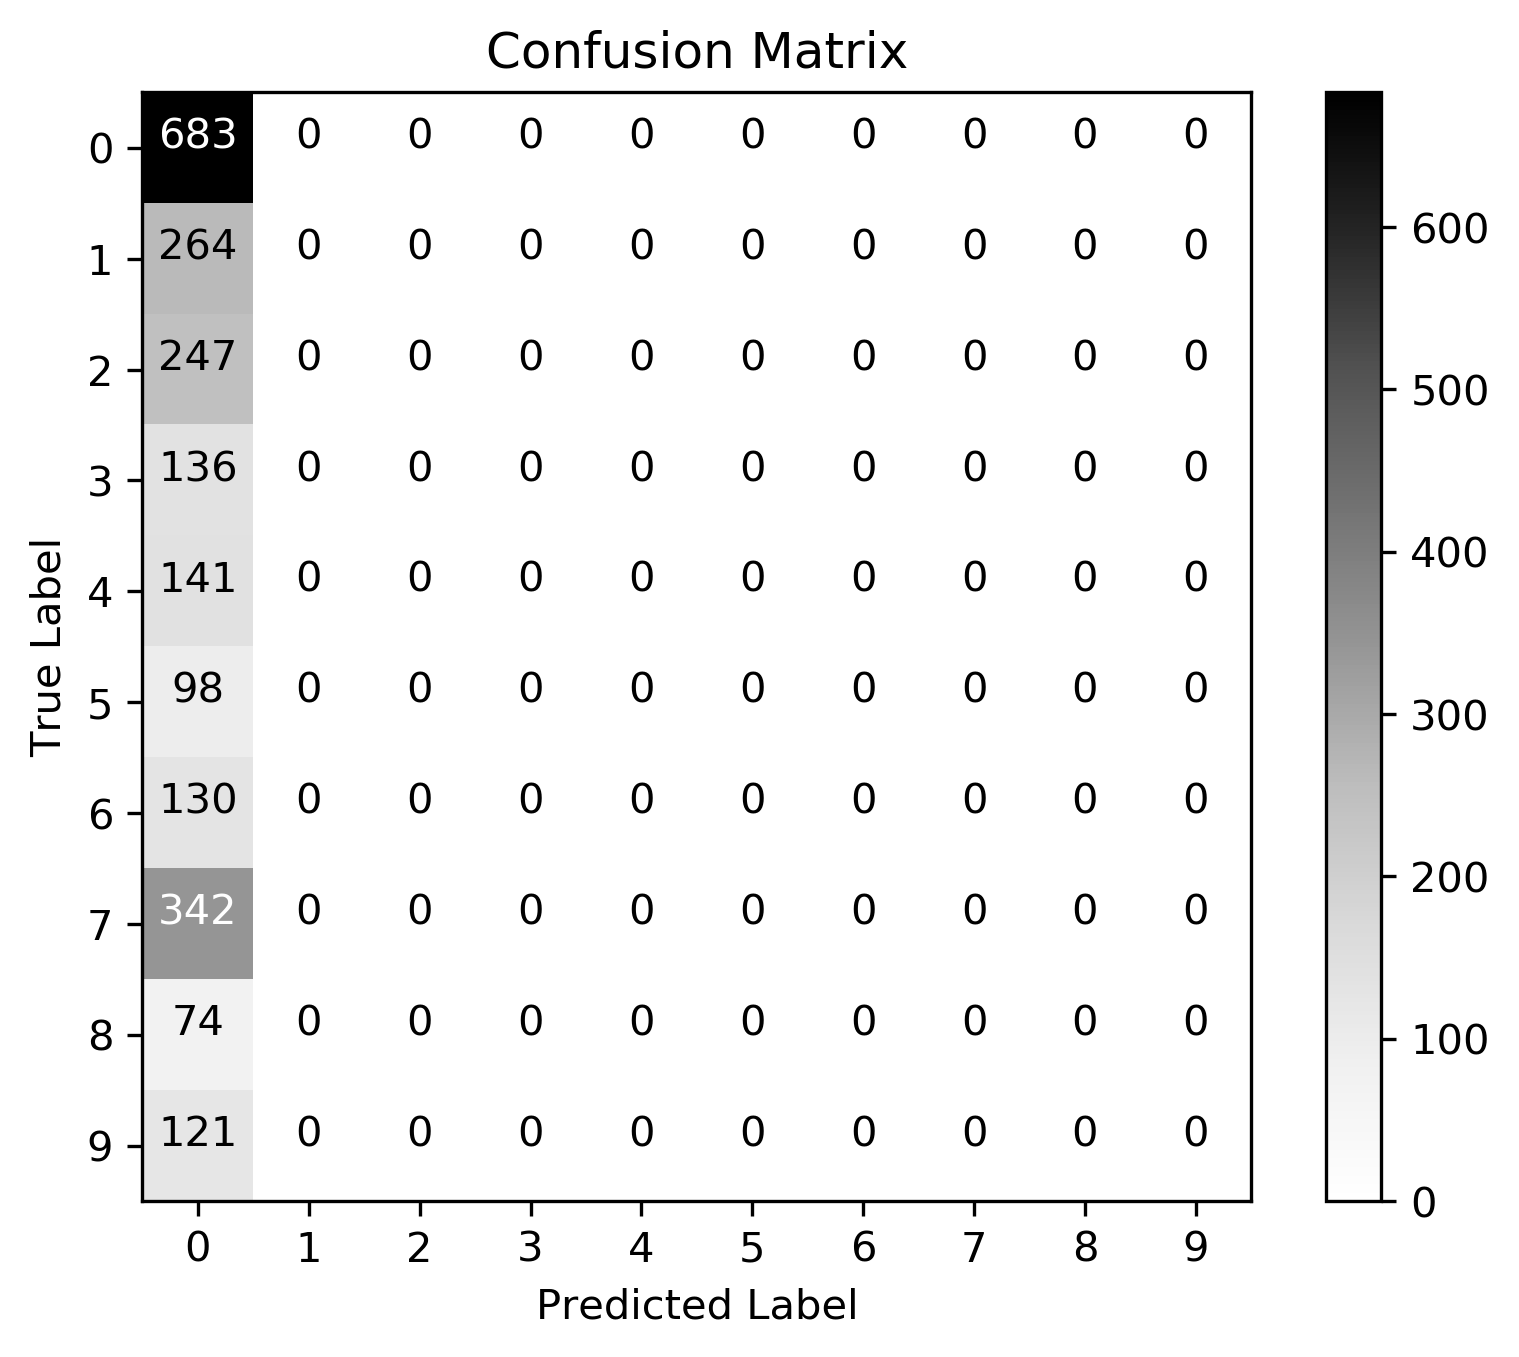 Confusion Matrix
0 683 0 0 0 0 0 0 0 0 0
1 264 0 0 0 0 0 0 0 0 0
2 247 0 0 0 0 0 0 0 0 0
3 136 0 0 0 0 0 0 0 0 0
4 141 0 0 0 0 0 0 0 0 0
5 98 0 0 0 0 0 0 0 0 0
6 130 0 0 0 0 0 0 0 0 0
7 342 0 0 0 0 0 0 0 0 0
8 74 0 0 0 0 0 0 0 0 0
9 121 0 0 0 0 0 0 0 0 0
0 1 2 3 4 5 6 7 8 9
Predicted Label
True Label
600
500
400
300
200
100
0